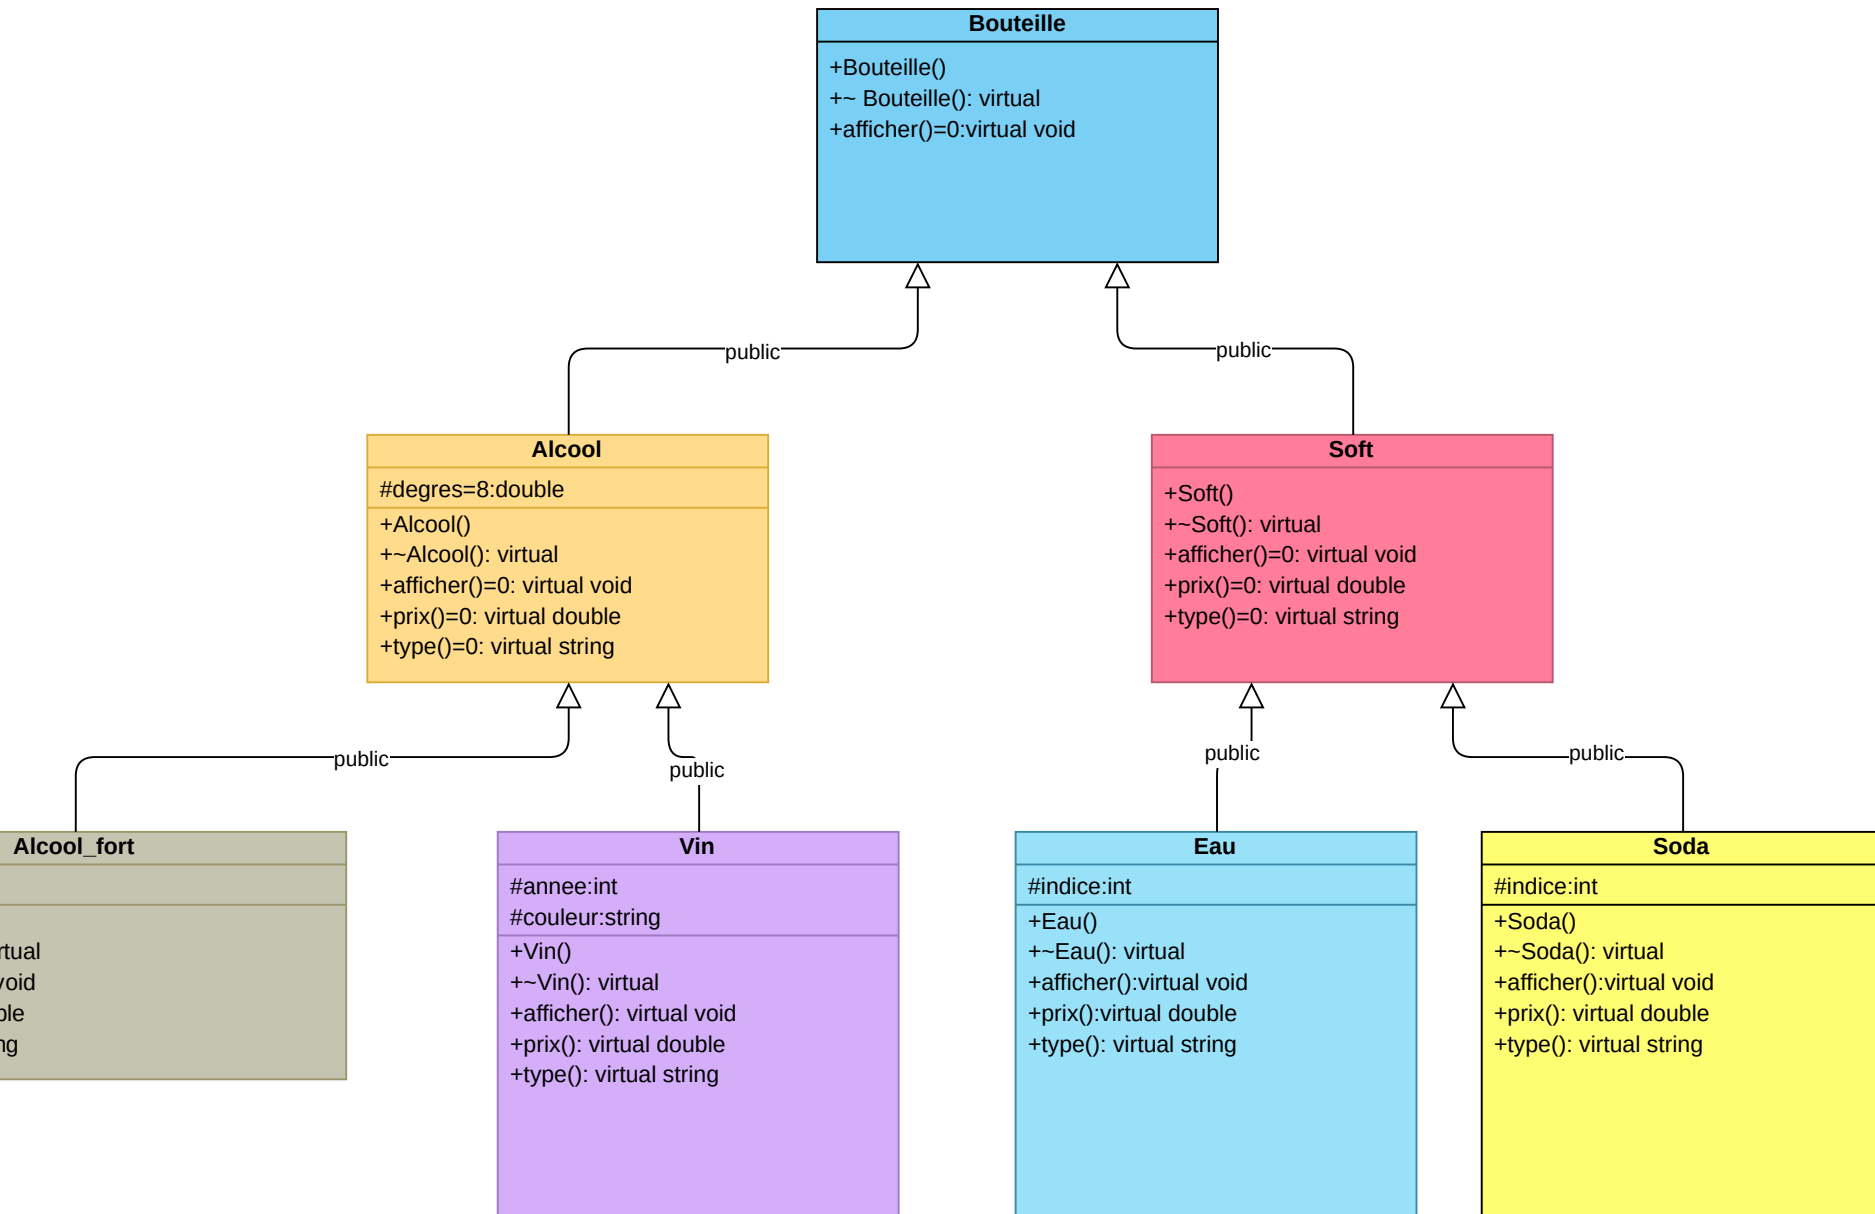 Bouteille
+Bouteille()
+~ Bouteille(): virtual
+afficher()=0:virtual void
public
public
Alcool
#degres=8:double
+Alcool()
+~Alcool(): virtual
+afficher()=0: virtual void
+prix()=0: virtual double
+type()=0: virtual string
Soft
+Soft()
+~Soft(): virtual
+afficher()=0: virtual void
+prix()=0: virtual double
+type()=0: virtual string
public
public
public
public
Alcool_fort
rtual
void
ble
ng
Vin
#annee:int
#couleur:string
+Vin()
+~Vin(): virtual
+afficher(): virtual void
+prix(): virtual double
+type(): virtual string
Eau
#indice:int
+Eau()
+~Eau(): virtual
+afficher():virtual void
+prix():virtual double
+type(): virtual string
Soda
#indice:int
+Soda()
+~Soda(): virtual
+afficher():virtual void
+prix(): virtual double
+type(): virtual string